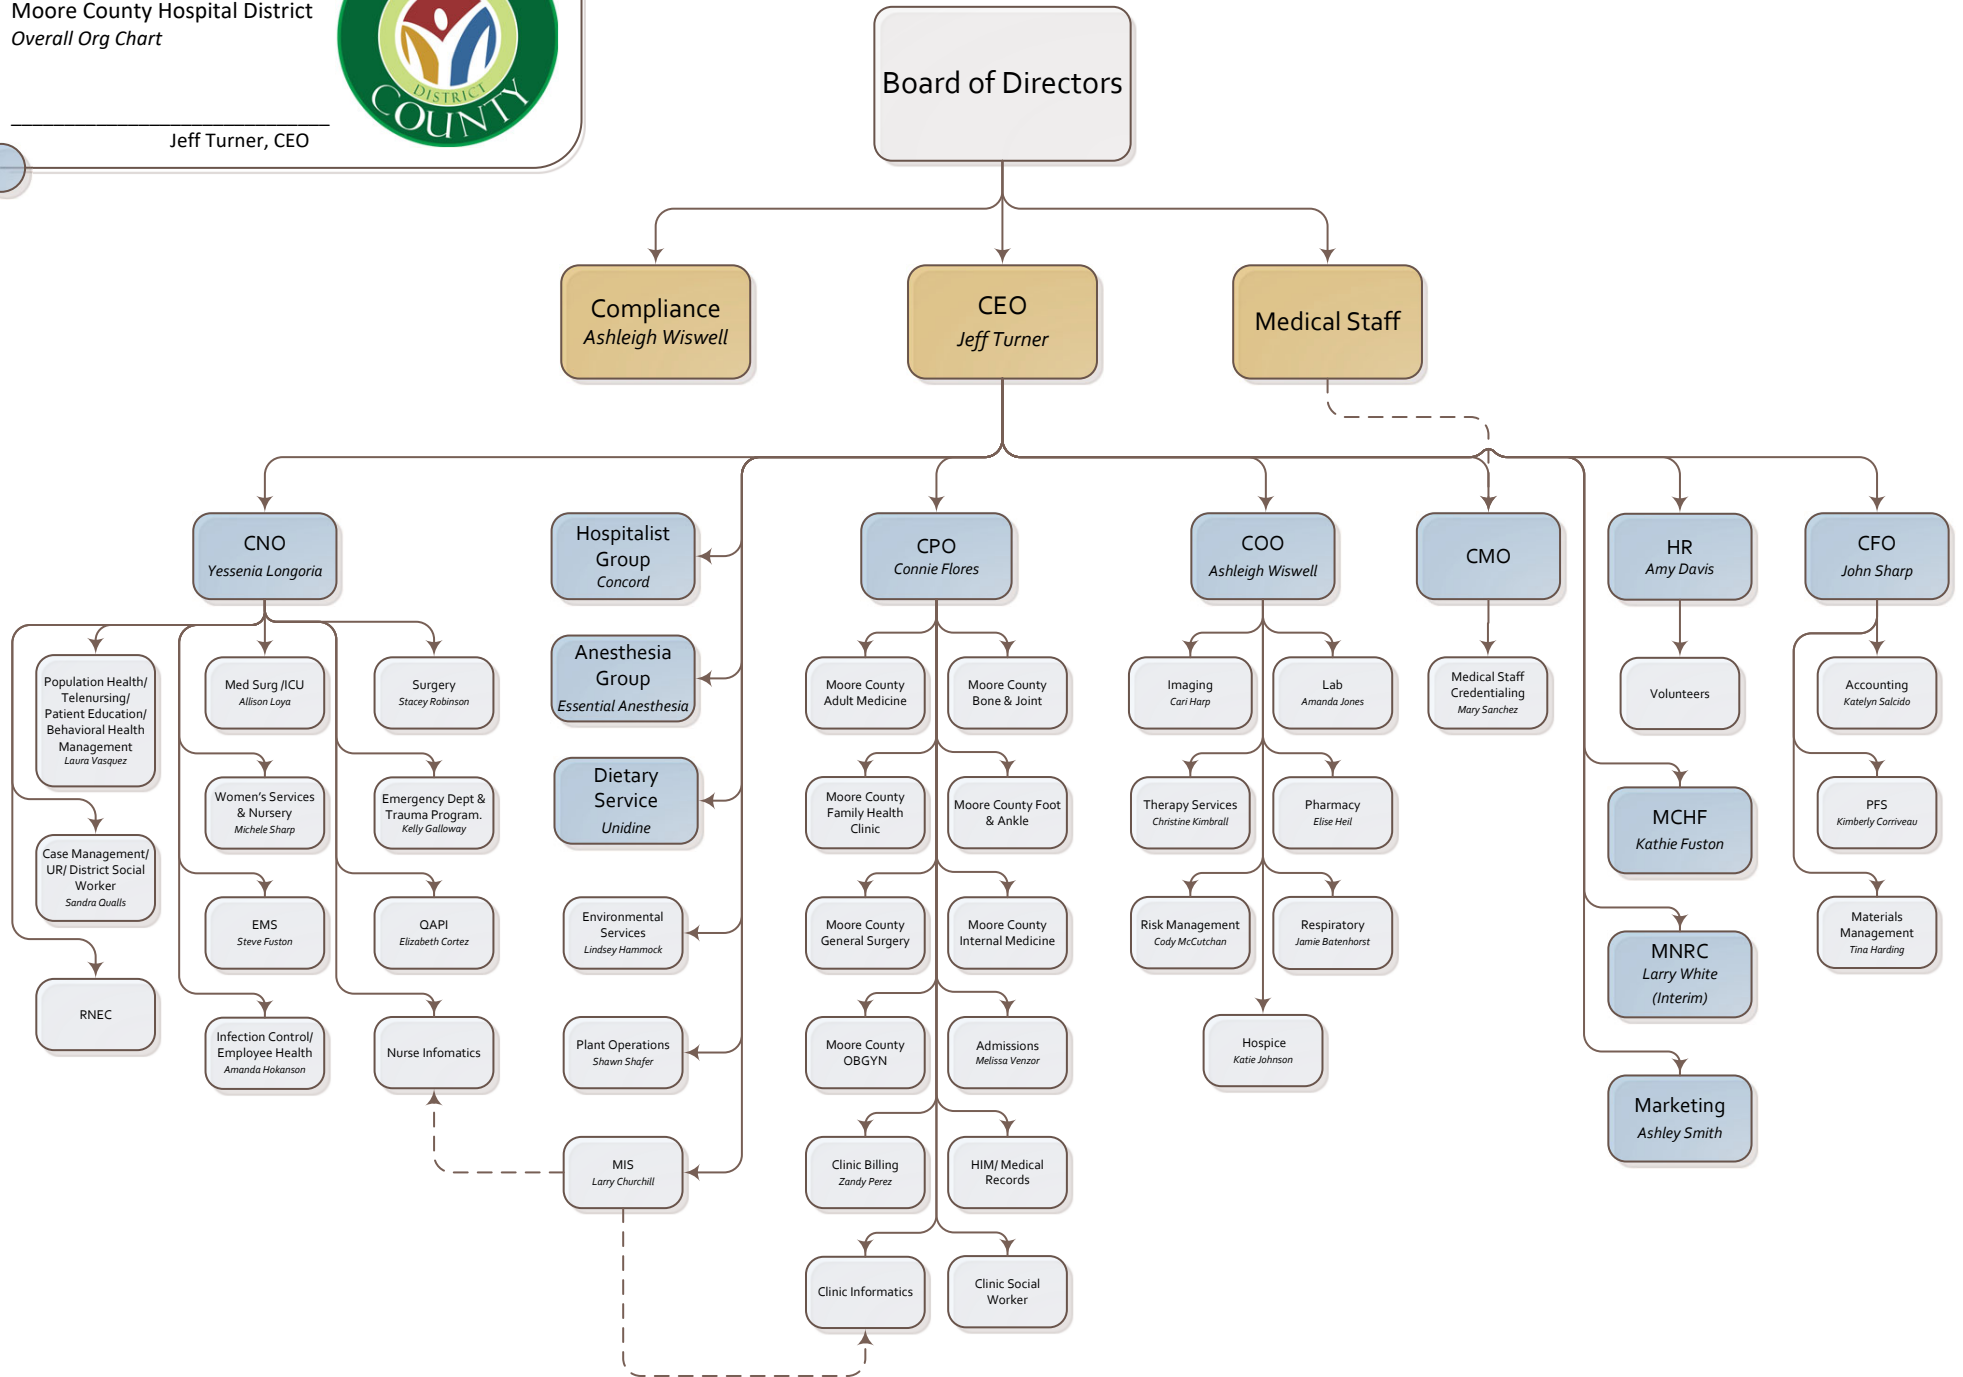 Moore County Hospital District
Overall Org Chart
Jeff Turner, CEO
DISTRICT
COUNTY
Board of Directors
Compliance
Ashleigh Wiswell
CEO
Jeff Turner
Medical Staff
CNO
Yessenia Longoria
Hospitalist
Group
Concord
CPO
Connie Flores
COO
Ashleigh Wiswell
CMO
HR
Amy Davis
CFO
John Sharp
Anesthesia
Group
Essential Anesthesia
Dietary
Service
Unidine
Population Health/
Telenursing/
Patient Education/
Behavioral Health
Management
Laura Vasquez
Med Surg /ICU
Allison Loya
Surgery
Stacey Robinson
Moore County
Adult Medicine
Moore County
Bone & Joint
Imaging
Cari Harp
Lab
Amanda Jones
Medical Staff
Credentialing
Mary Sanchez
Volunteers
Accounting
Katelyn Salcido
Women's Services
& Nursery
Michele Sharp
Emergency Dept &
Trauma Program.
Kelly Galloway
Moore County
Family Health
Clinic
Moore County Foot
& Ankle
Therapy Services
Christine Kimbrall
Pharmacy
Elise Heil
MCHF
Kathie Fuston
PFS
Kimberly Corriveau
Case Management/
UR/ District Social
Worker
Sandra Qualls
EMS
Steve Fuston
QAPI
Elizabeth Cortez
Environmental
Services
Lindsey Hammock
Moore County
General Surgery
Moore County
Internal Medicine
Risk Management
Cody McCutchan
Respiratory
Jamie Batenhorst
MNRC
Larry White
(Interim)
Materials
Management
Tina Harding
RNEC
Infection Control/
Employee Health
Amanda Hokanson
Nurse Infomatics
Plant Operations
Shawn Shafer
Moore County
OBGYN
Admissions
Melissa Venzor
Hospice
Katie Johnson
Marketing
Ashley Smith
MIS
Larry Churchill
Clinic Billing
Zandy Perez
HIM/ Medical
Records
Clinic Informatics
Clinic Social
Worker